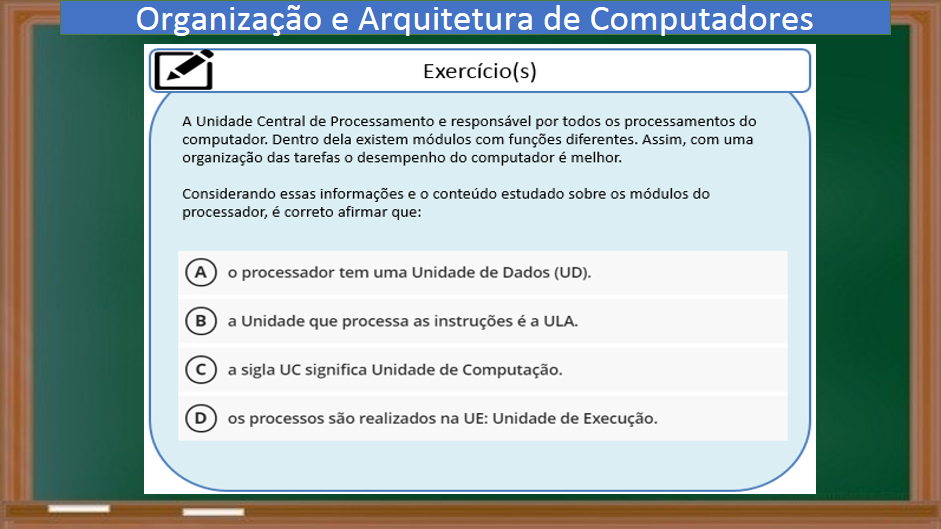 Organização e Arquitetura de Computadores
Exercício(s)
A Unidade Central de Processamento e responsável por todos os processamentos do
computador. Dentro dela existem módulos com funções diferentes. Assim, com uma
organização das tarefas o desempenho do computador é melhor.
Considerando essas informações e o conteúdo estudado sobre os módulos do
processador, é correto afirmar que:
A o processador tem uma Unidade de Dados (UD).
B a Unidade que processa as instruções é a ULA.
C a sigla UC significa Unidade de Computação.
D os processos são realizados na UE: Unidade de Execução.